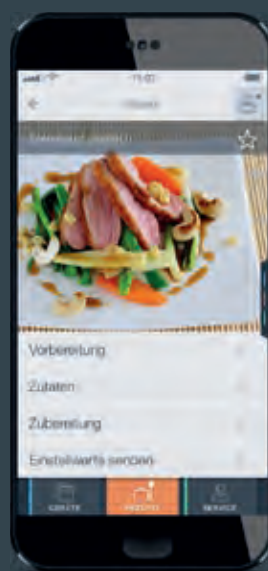 Vorbereitung
Zutaten
Zubereitung
Einstellwerte senden
GERÄTE REZEPTE SERVICE